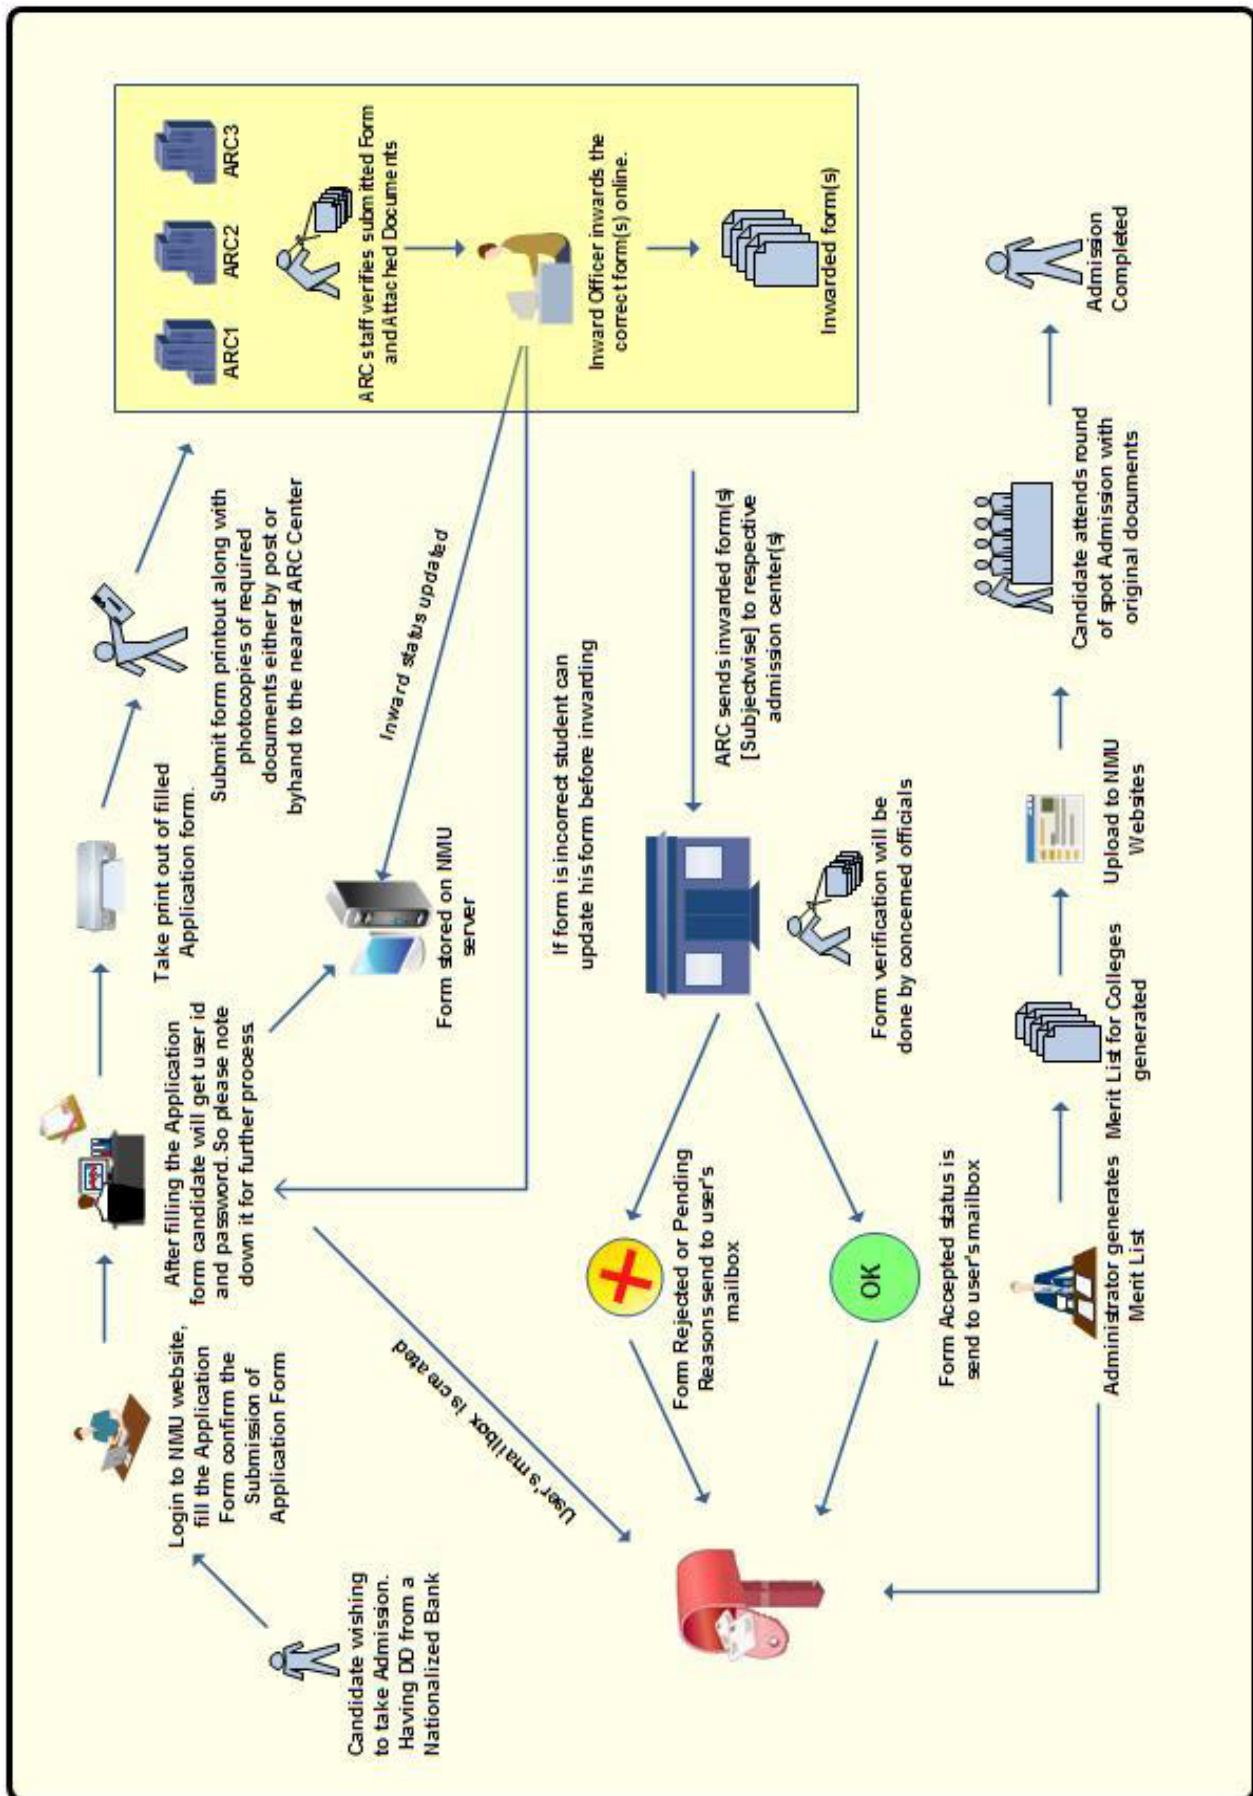 Candidate wishing
to take Admission.
Having DD from a
Nationalized Bank
Login to NMU website,
fill the Application
Form confirm the
Submission of
Application Form
After filling the Application
form candidate will get user id
and password. So please note
down it for further process.
Take print out of filled
Application form.
Submit form printout along with
photocopies of required
documents either by post or
byhand to the nearest ARC Center
ARC1
ARC2
ARC3
ARC staff verifies submitted Form
and Attached Documents
Inward Officer inwards the
correct form(s) online.
Inwarded form(s)
Inward status updated
Form stored on NMU
server
If form is incorrect student can
update his form before inwarding
User's mailbox is created
ARC sends inwarded form(s)
[Subjectwise] to respective
admission center(s)
Form verification will be
done by concerned officials
Form Rejected or Pending
Reasons send to user's
mailbox
OK
Form Accepted status is
send to user's mailbox
Administrator generates
Merit List
Merit List for Colleges
generated
Upload to NMU
Websites
Candidate attends round
of spot Admission with
original documents
Admission
Completed